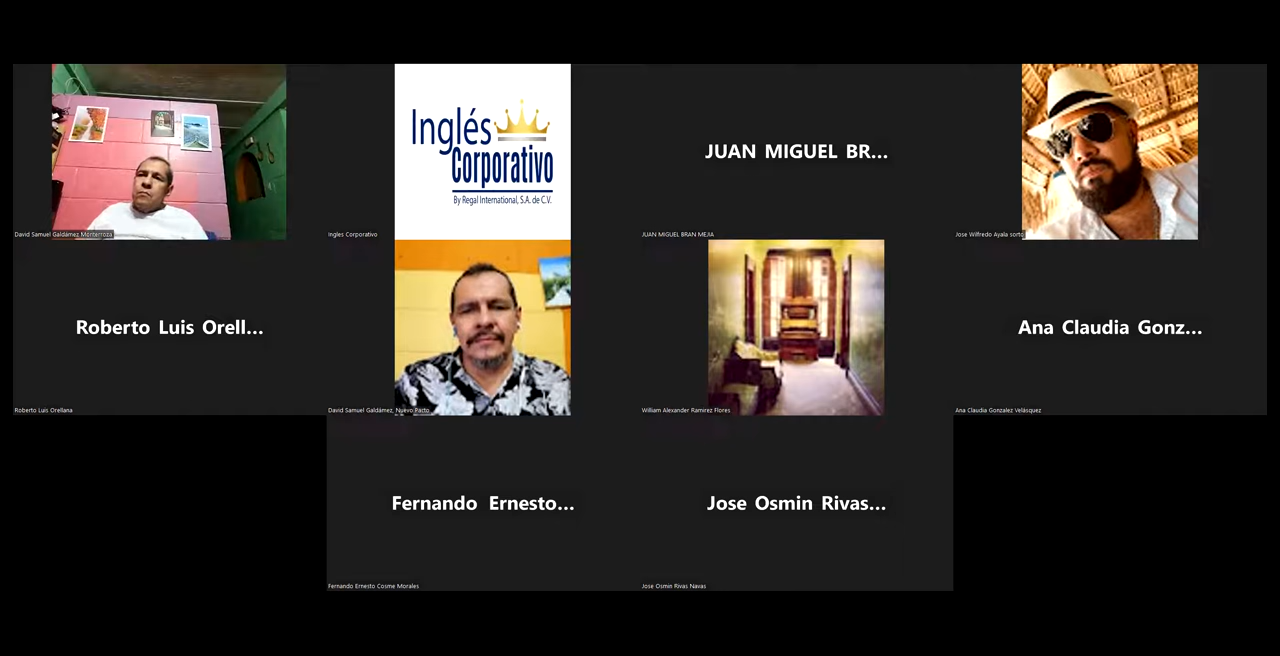 Inglés
Corporativo
By Regal International, S.A. de C.V.
JUAN MIGUEL BR...
David Samuel Galdámez Monterroza
Ingles Corporativo
JUAN MIGUEL BRAN MEJIA
Jose Wilfredo Ayala sorto
Roberto Luis Orell...
Ana Claudia Gonz...
Roberto Luis Orellana
David Samuel Galdámez, Nuevo Pacto
William Alexander Ramirez Flores
Ana Claudia Gonzalez Velásquez
Fernando Ernesto...
Jose Osmin Rivas...
Fernando Ernesto Cosme Morales
Jose Osmin Rivas Navas